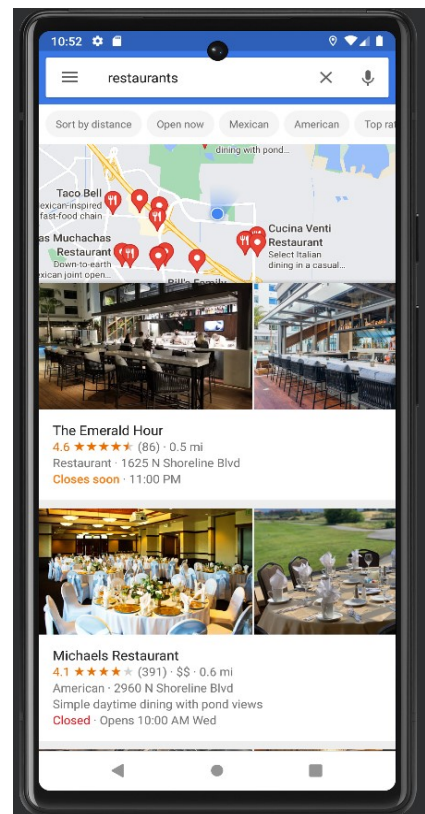 10:52
restaurants
Sort by distance
Open now
Mexican
American
Top rat
dining with pond...
Taco Bell
exican-inspired
fast-food chain
as Muchachas
Restaurant
Down-to-earth
exican joint open...
Cucina Venti
Restaurant
Select Italian
dining in a casual...
Bill's Family
The Emerald Hour
4.6 (86) · 0.5 mi
Restaurant · 1625 N Shoreline Blvd
Closes soon · 11:00 PM
Michaels Restaurant
4.1 (391) · $$ · 0.6 mi
American · 2960 N Shoreline Blvd
Simple daytime dining with pond views
Closed · Opens 10:00 AM Wed